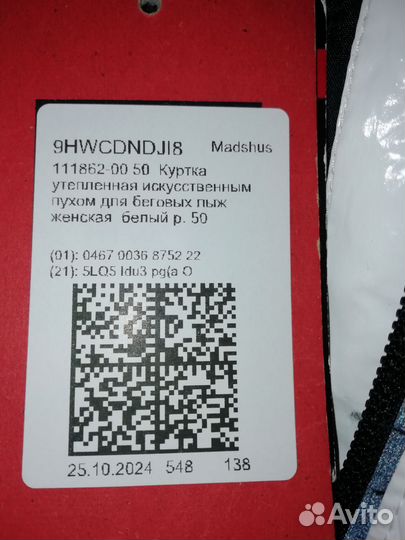 9HWCDNDJI8 Madshus
111862-00 50 Куртка
утепленная искусственным
пухом для беговых лыж
женская белый р. 50
(01): 0467 0036 8752 22
(21): 5LQ5 Idu3 pg(a O
25.10.2024 548 138
Avito